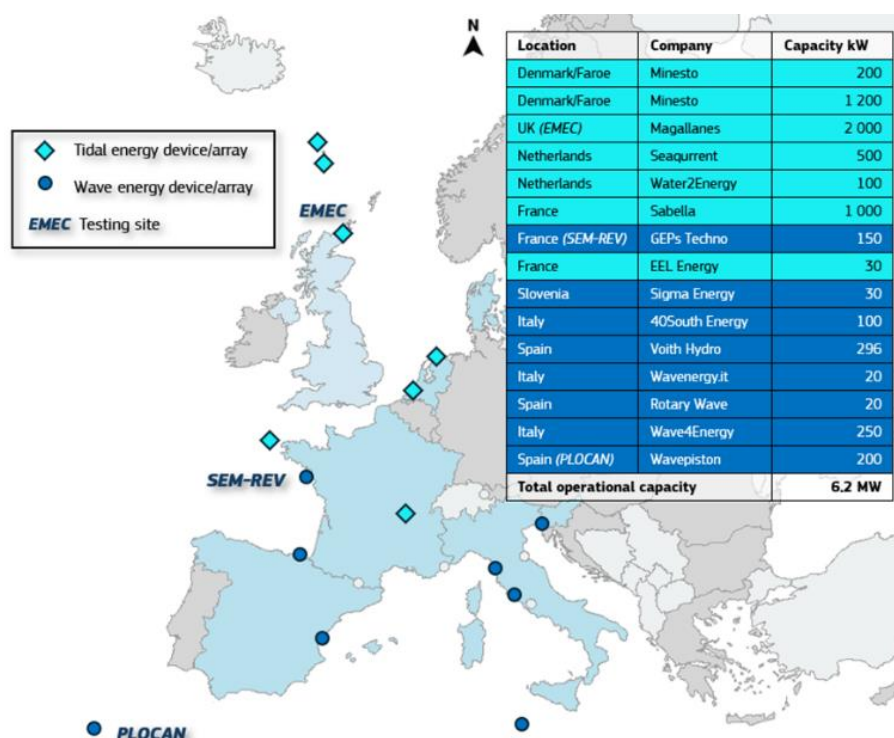 N
Location Company Capacity kW
Denmark/Faroe Minesto 200
Denmark/Faroe Minesto 1 200
UK (EMEC) Magallanes 2 000
Netherlands Seaqurrent 500
Netherlands Water2Energy 100
France Sabella 1 000
France (SEM-REV) GEPs Techno 150
France EEL Energy 30
Slovenia Sigma Energy 30
Italy 40South Energy 100
Spain Voith Hydro 296
Italy Wavenergy.it 20
Spain Rotary Wave 20
Italy Wave4Energy 250
Spain (PLOCAN) Wavepiston 200
Total operational capacity 6.2 MW
Tidal energy device/array
Wave energy device/array
EMEC Testing site
EMEC
SEM-REV
PLOCAN